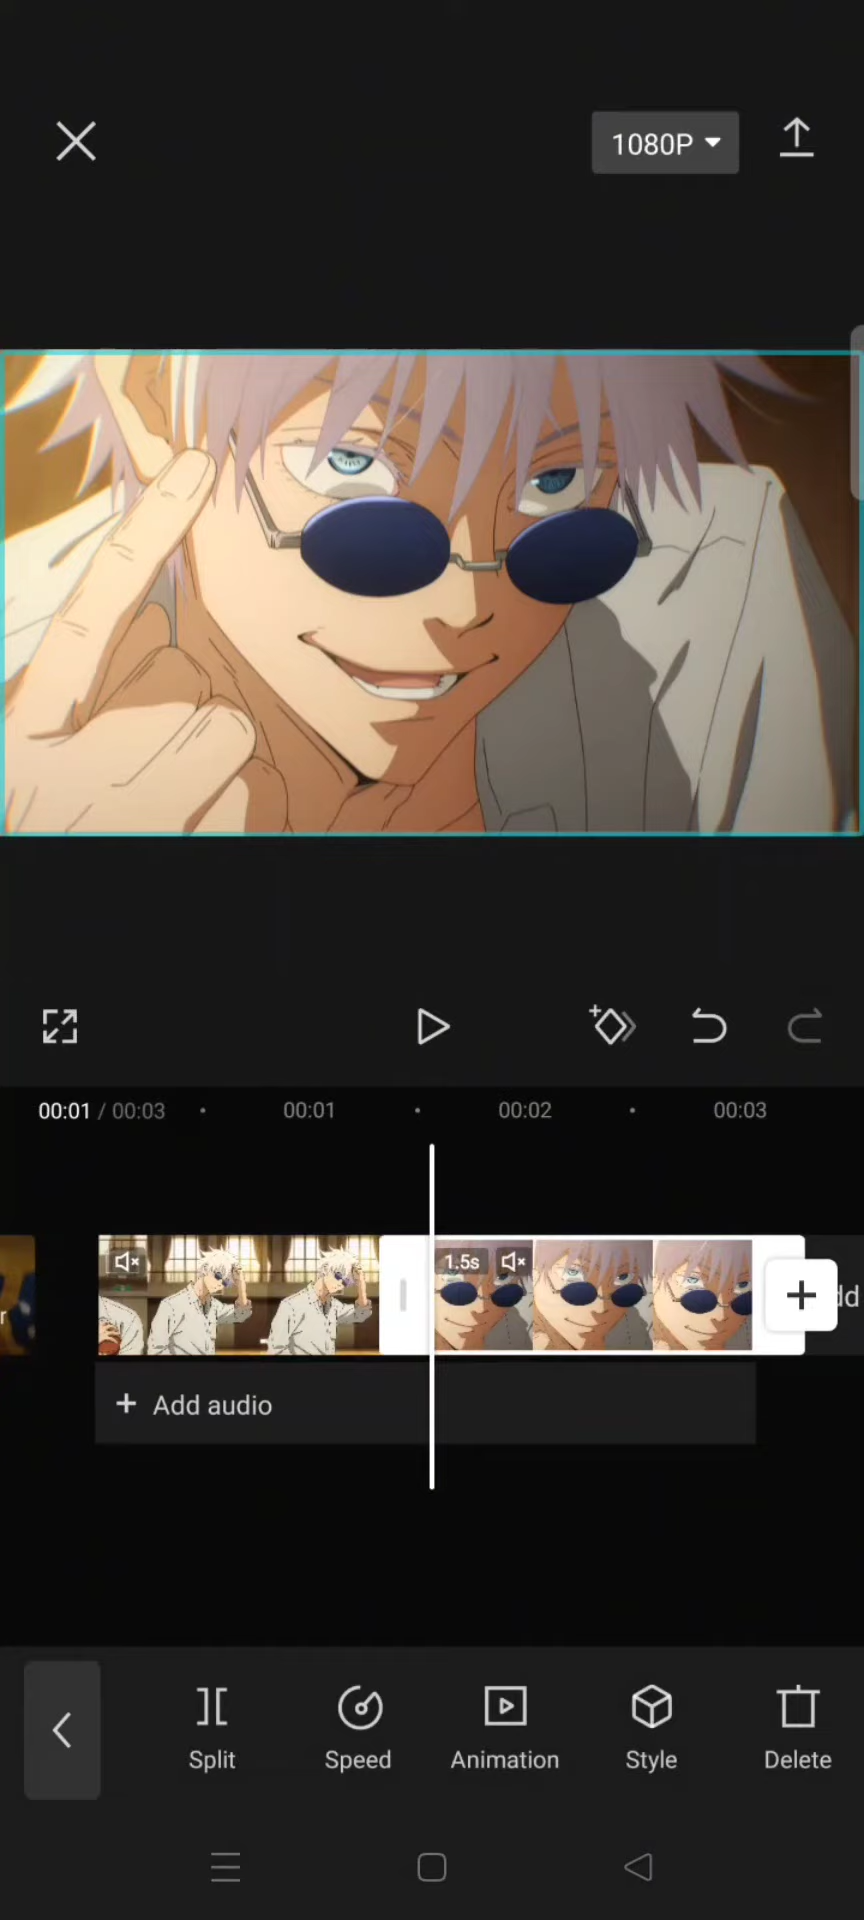 1080P
00:01 / 00:03
00:01
00:02
00:03
1.5s
dd
r
+ Add audio
Split
Speed
Animation
Style
Delete